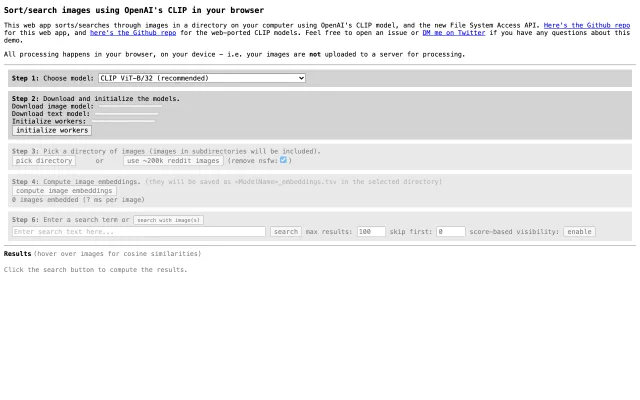 Sort/search images using OpenAI's CLIP in your browser
This web app sorts/searches through images in a directory on your computer using OpenAI's CLIP model, and the new File System Access API. Here's the Github repo
for this web app, and here's the Github repo for the web-ported CLIP models. Feel free to open an issue or DM me on Twitter if you have any questions about this
demo.
All processing happens in your browser, on your device - i.e. your images are not uploaded to a server for processing.
Step 1: Choose model: CLIP ViT-B/32 (recommended)
Step 2: Download and initialize the models.
Download image model:
Download text model:
Initialize workers:
initialize workers
Step 3: Pick a directory of images (images in subdirectories will be included).
pick directory or use ~200k reddit images (remove nsfw: )
Step 4: Compute image embeddings. (they will be saved as <ModelName>_embeddings.tsv in the selected directory)
compute image embeddings
0 images embedded (? ms per image)
Step 6: Enter a search term or search with image(s)
Enter search text here... search max results: 100 skip first: 0 score-based visibility: enable
Results (hover over images for cosine similarities)
Click the search button to compute the results.